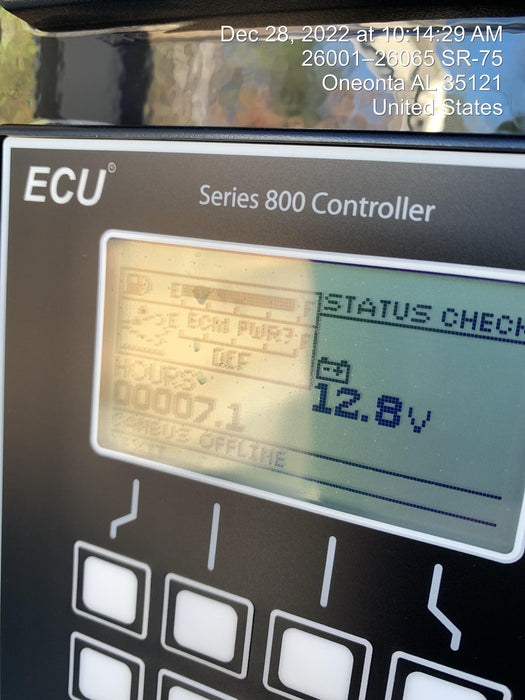 Dec 28, 2022 at 10:14:29 AM
26001–26065 SR-75
Oneonta AL 35121
United States
ECU®
Series 800 Controller
STATUS CHECK
E ECM PWR?
DEF
HOURS
00007.1
12.8V
OFFLINE